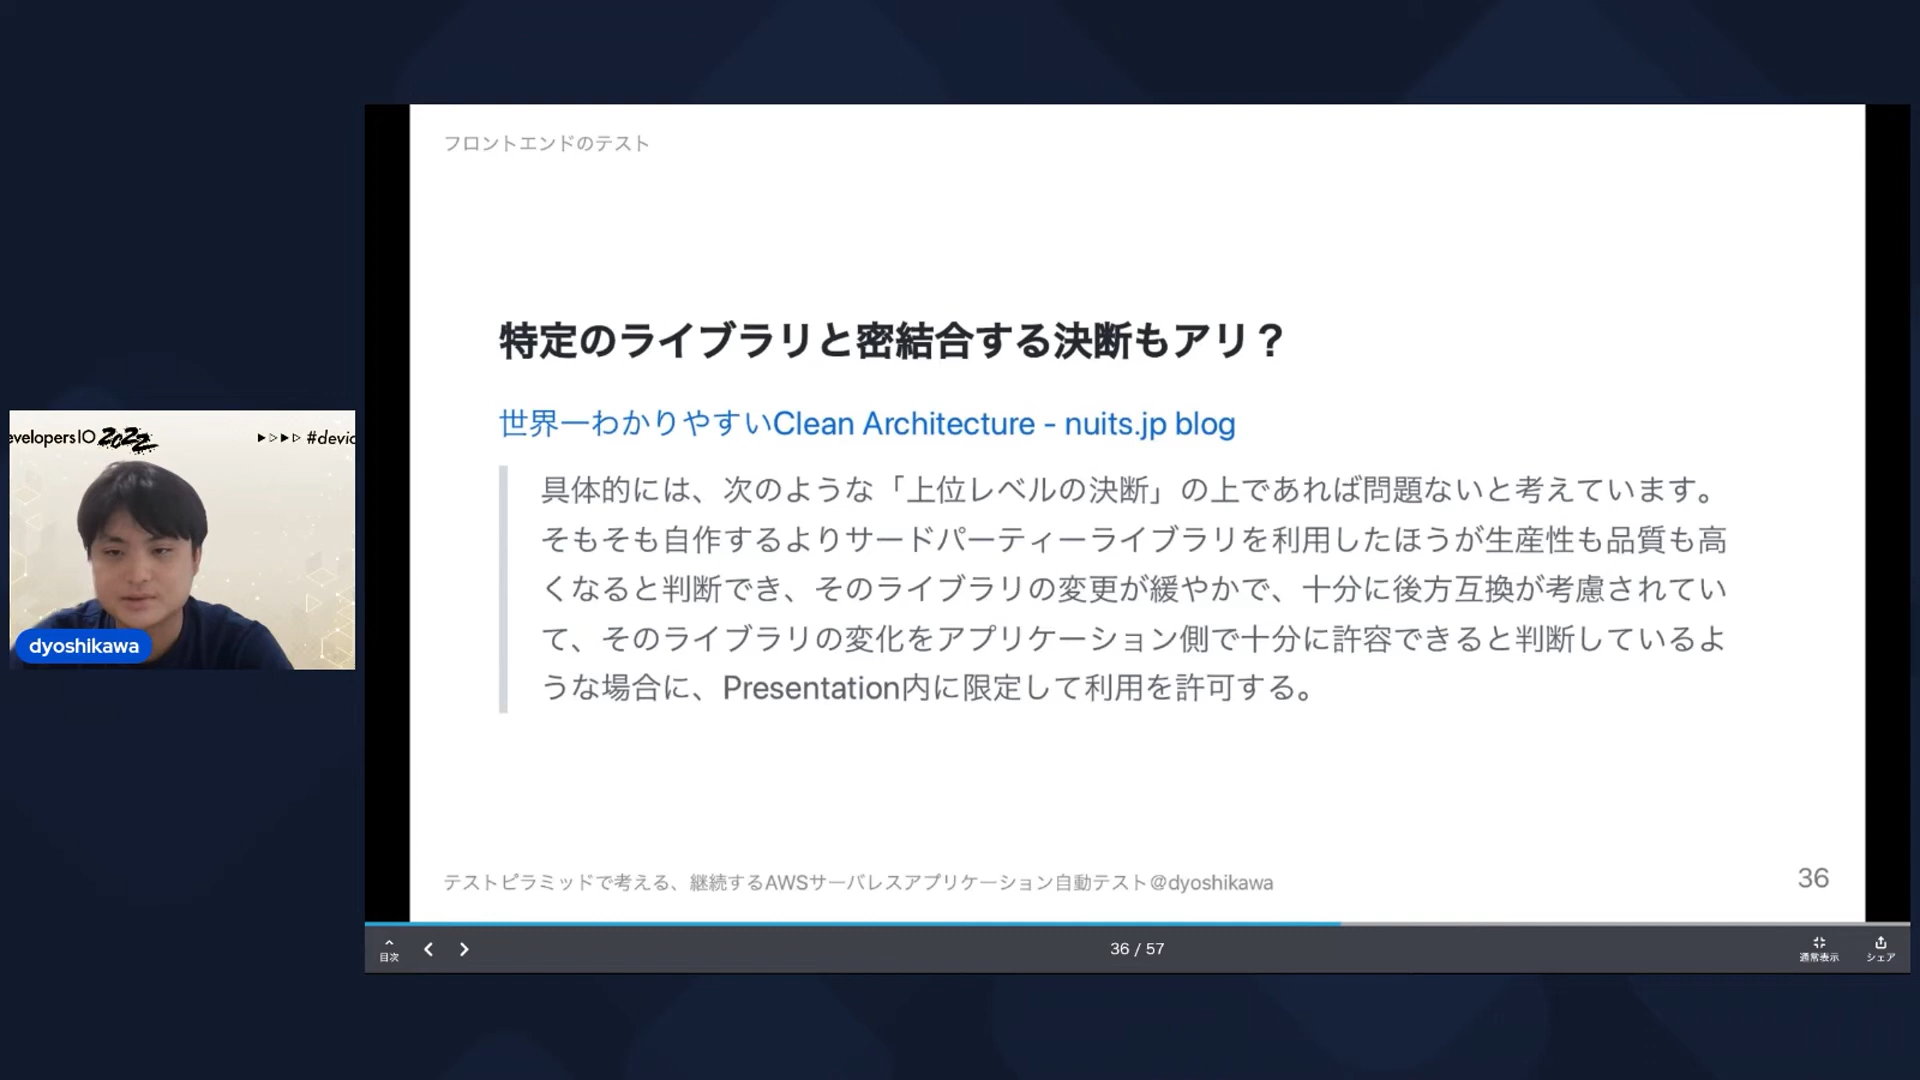 フロントエンドのテスト
特定のライブラリと密結合する決断もアリ？
世界一わかりやすいClean Architecture - nuits.jp blog
具体的には、次のような「上位レベルの決断」の上であれば問題ないと考えています。
そもそも自作するよりサードパーティーライブラリを利用したほうが生産性も品質も高
くなると判断でき、そのライブラリの変更が緩やかで、十分に後方互換が考慮されてい
て、そのライブラリの変化をアプリケーション側で十分に許容できると判断しているよ
うな場合に、Presentation内に限定して利用を許可する。
テストピラミッドで考える、継続するAWSサーバレスアプリケーション自動テスト@dyoshikawa
36
目次
36 / 57
通常表示
シェア
evelopersIO 2022
#devio
dyoshikawa